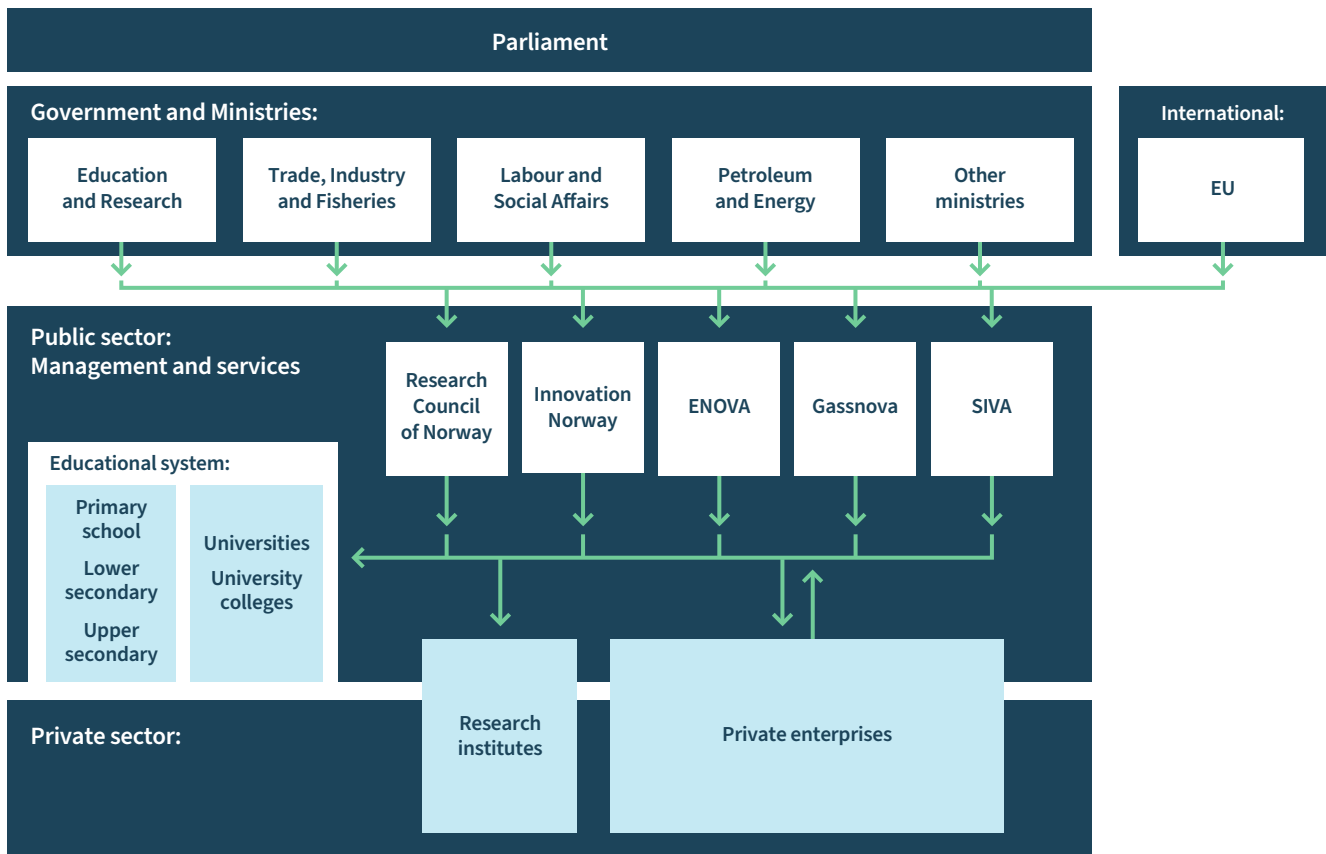 Parliament
Government and Ministries:
International:
Education
and Research
Trade, Industry
and Fisheries
Labour and
Social Affairs
Petroleum
and Energy
Other
ministries
EU
Public sector:
Management and services
Research
Council
of Norway
Innovation
Norway
ENOVA
Gassnova
SIVA
Educational system:
Primary
school
Lower
secondary
Upper
secondary
Universities
University
colleges
Private sector:
Research
institutes
Private enterprises